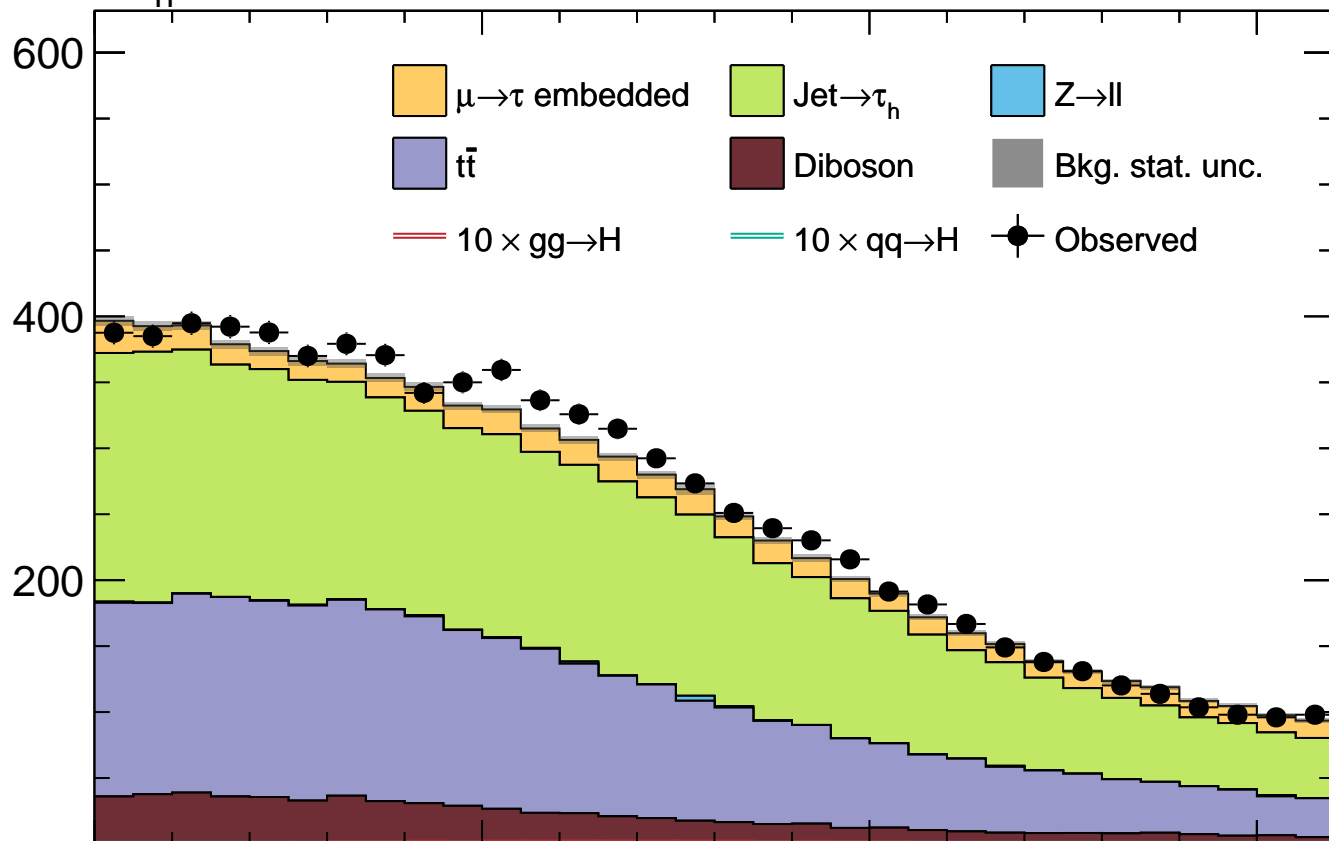 600
μ→τ embedded Jet→τh Z→ll
tt̄ Diboson Bkg. stat. unc.
10 × gg→H 10 × qq→H Observed
400
200